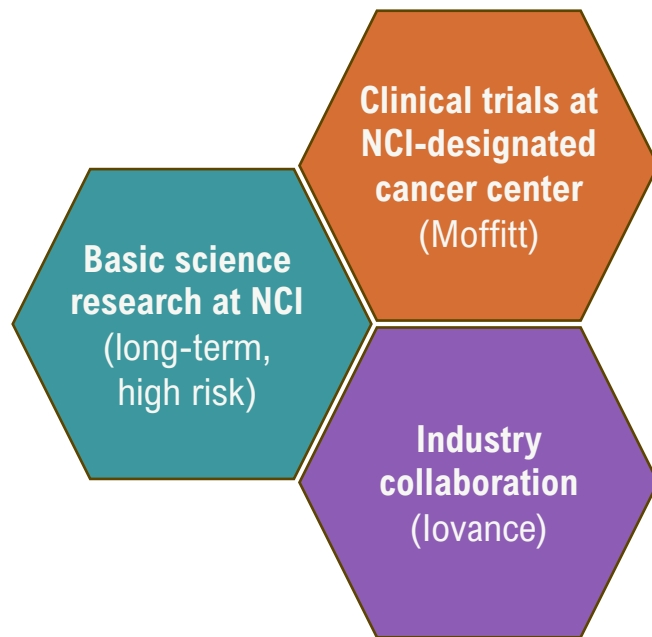 Clinical trials at
NCI-designated
cancer center
(Moffitt)
Basic science
research at NCI
(long-term,
high risk)
Industry
collaboration
(Iovance)